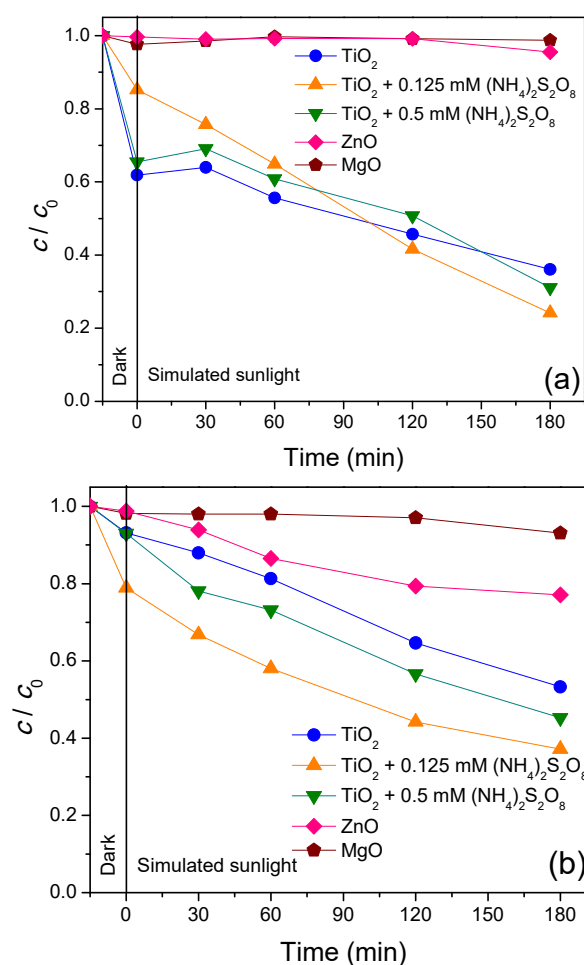 1.0
0.8
0.6
0.4
0.2
0.0
c / c₀
TiO₂
TiO₂ + 0.125 mM (NH₄)₂S₂O₈
TiO₂ + 0.5 mM (NH₄)₂S₂O₈
ZnO
MgO
Dark
Simulated sunlight
(a)
0 30 60 90 120 150 180
Time (min)
1.0
0.8
0.6
0.4
0.2
0.0
c / c₀
TiO₂
TiO₂ + 0.125 mM (NH₄)₂S₂O₈
TiO₂ + 0.5 mM (NH₄)₂S₂O₈
ZnO
MgO
Dark
Simulated sunlight
(b)
0 30 60 90 120 150 180
Time (min)